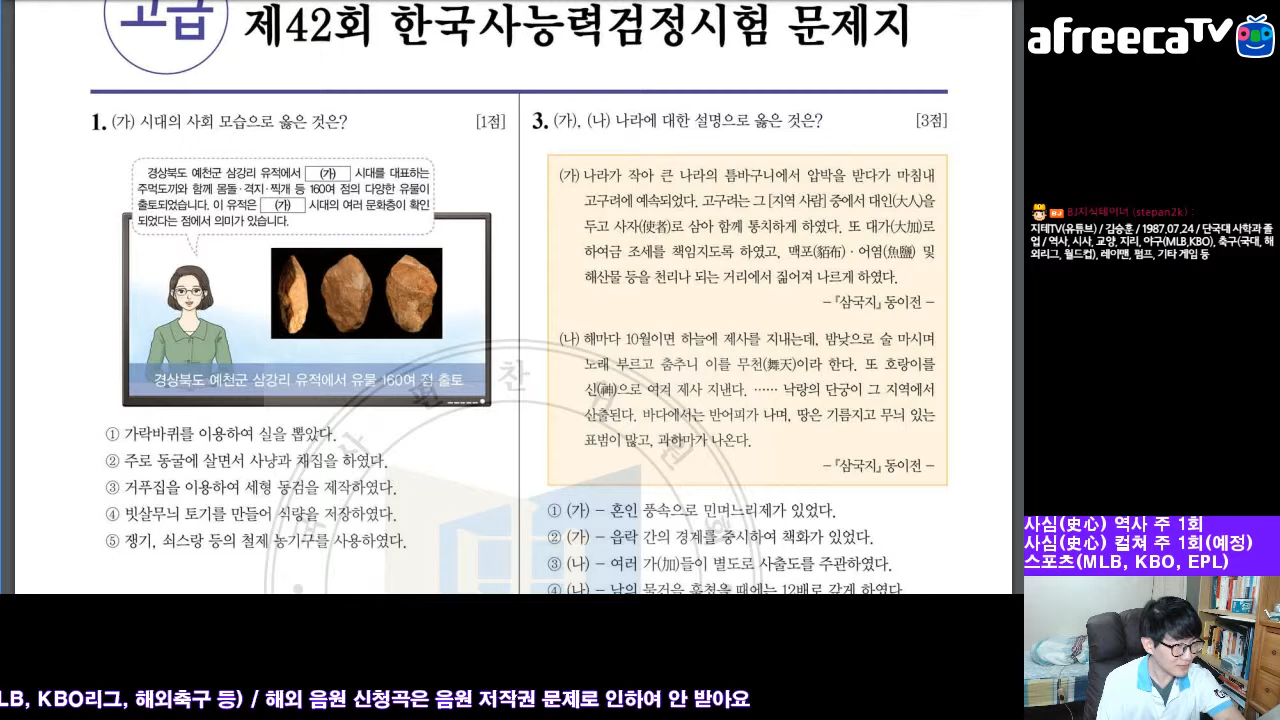 고급
제42회 한국사능력검정시험 문제지
1. (가) 시대의 사회 모습으로 옳은 것은? [1점]
경상북도 예천군 삼강리 유적에서 (가) 시대를 대표하는
주먹도끼와 함께 몸돌·격지·찍개 등 160여 점의 다양한 유물이
출토되었습니다. 이 유적은 (가) 시대의 여러 문화층이 확인
되었다는 점에서 의미가 있습니다.
경상북도 예천군 삼강리 유적에서 유물 160여 점 출토
① 가락바퀴를 이용하여 실을 뽑았다.
② 주로 동굴에 살면서 사냥과 채집을 하였다.
③ 거푸집을 이용하여 세형 동검을 제작하였다.
④ 빗살무늬 토기를 만들어 식량을 저장하였다.
⑤ 쟁기, 쇠스랑 등의 철제 농기구를 사용하였다.
3. (가), (나) 나라에 대한 설명으로 옳은 것은? [3점]
(가) 나라가 작아 큰 나라의 틈바구니에서 압박을 받다가 마침내
고구려에 예속되었다. 고구려는 그 [지역 사람] 중에서 대인(大人)을
두고 사자(使者)로 삼아 함께 통치하게 하였다. 또 대가(大加)로
하여금 조세를 책임지도록 하였고, 맥포(貊布)·어염(魚鹽) 및
해산물 등을 천리나 되는 거리에서 짊어져 나르게 하였다.
-『삼국지』 동이전 -
(나) 해마다 10월이면 하늘에 제사를 지내는데, 밤낮으로 술 마시며
노래 부르고 춤추니 이를 무천(舞天)이라 한다. 또 호랑이를
신(神)으로 여겨 제사 지낸다. …… 낙랑의 단궁이 그 지역에서
산출된다. 바다에서는 반어피가 나며, 땅은 기름지고 무늬 있는
표범이 많고, 과하마가 나온다.
-『삼국지』 동이전 -
① (가) - 혼인 풍속으로 민며느리제가 있었다.
② (가) - 읍락 간의 경계를 중시하여 책화가 있었다.
③ (나) - 여러 가(加)들이 별도로 사출도를 주관하였다.
④ (나) - 남의 물건을 훔쳤을 때에는 12배로 갚게 하였다.
afreecaTV
BJ BJ지식테이너 (stepan2k) :
지테TV(유튜브) / 김승훈 / 1987.07.24 / 단국대 사학과 졸
업 / 역사, 시사, 교양, 지리, 야구(MLB,KBO), 축구(국대, 해
외리그, 월드컵), 레이맨, 펌프, 기타 게임 등
사심(史心) 역사 주 1회
사심(史心) 컬쳐 주 1회(예정)
스포츠(MLB, KBO, EPL)
LB, KBO리그, 해외축구 등) / 해외 음원 신청곡은 음원 저작권 문제로 인하여 안 받아요